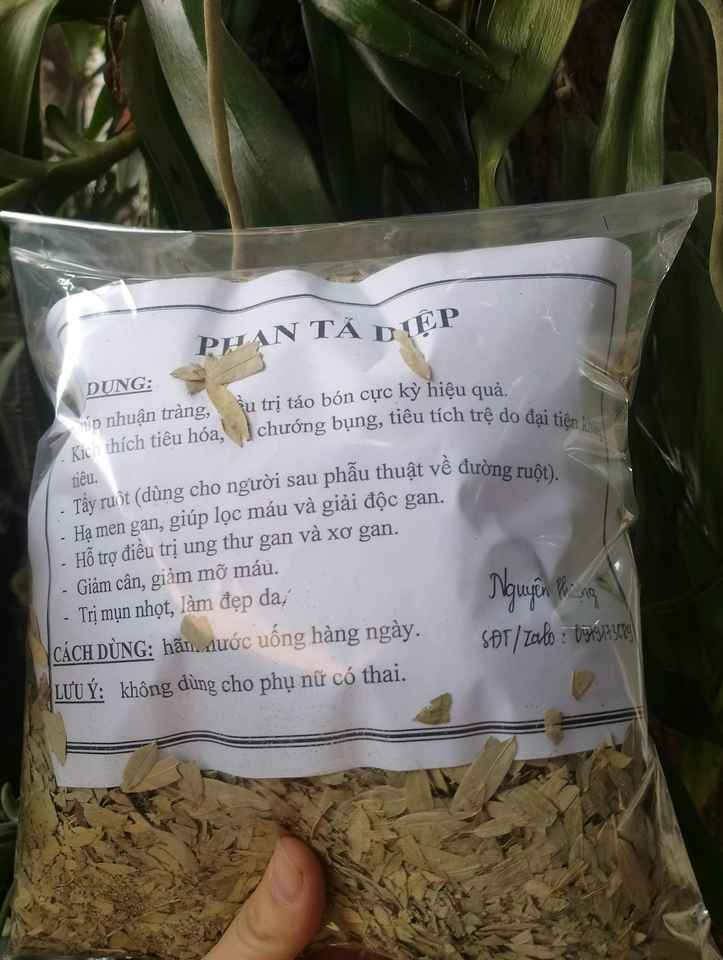 PHAN TẢ DIỆP
DỤNG:
nhuận tràng, trị táo bón cực kỳ hiệu quả.
- Kích thích tiêu hóa, chướng bụng, tiêu tích trệ do đại tiện
tiêu.
- Tẩy ruột (dùng cho người sau phẫu thuật về đường ruột).
- Hạ men gan, giúp lọc máu và giải độc gan.
- Hỗ trợ điều trị ung thư gan và xơ gan.
- Giảm cân, giảm mỡ máu.
- Trị mụn nhọt, làm đẹp da,
Nguyên
SĐT/Zalo :
CÁCH DÙNG: hãm nước uống hàng ngày.
LƯU Ý: không dùng cho phụ nữ có thai.